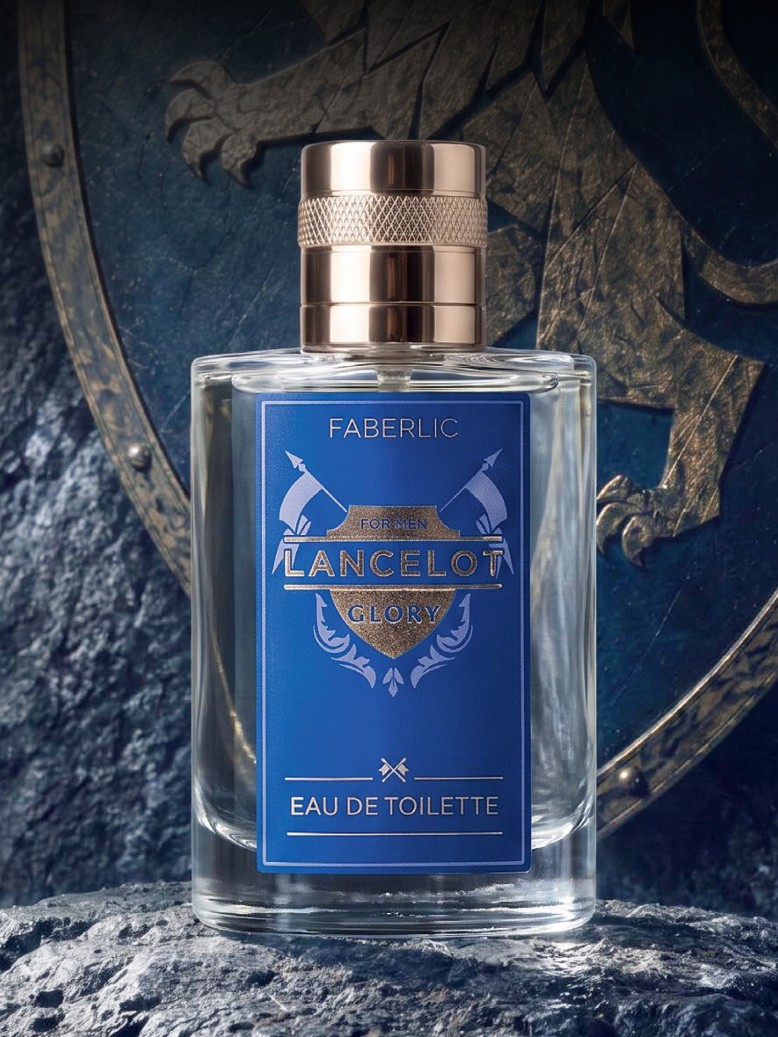 FABERLIC
FOR MEN
LANCELOT
GLORY
EAU DE TOILETTE